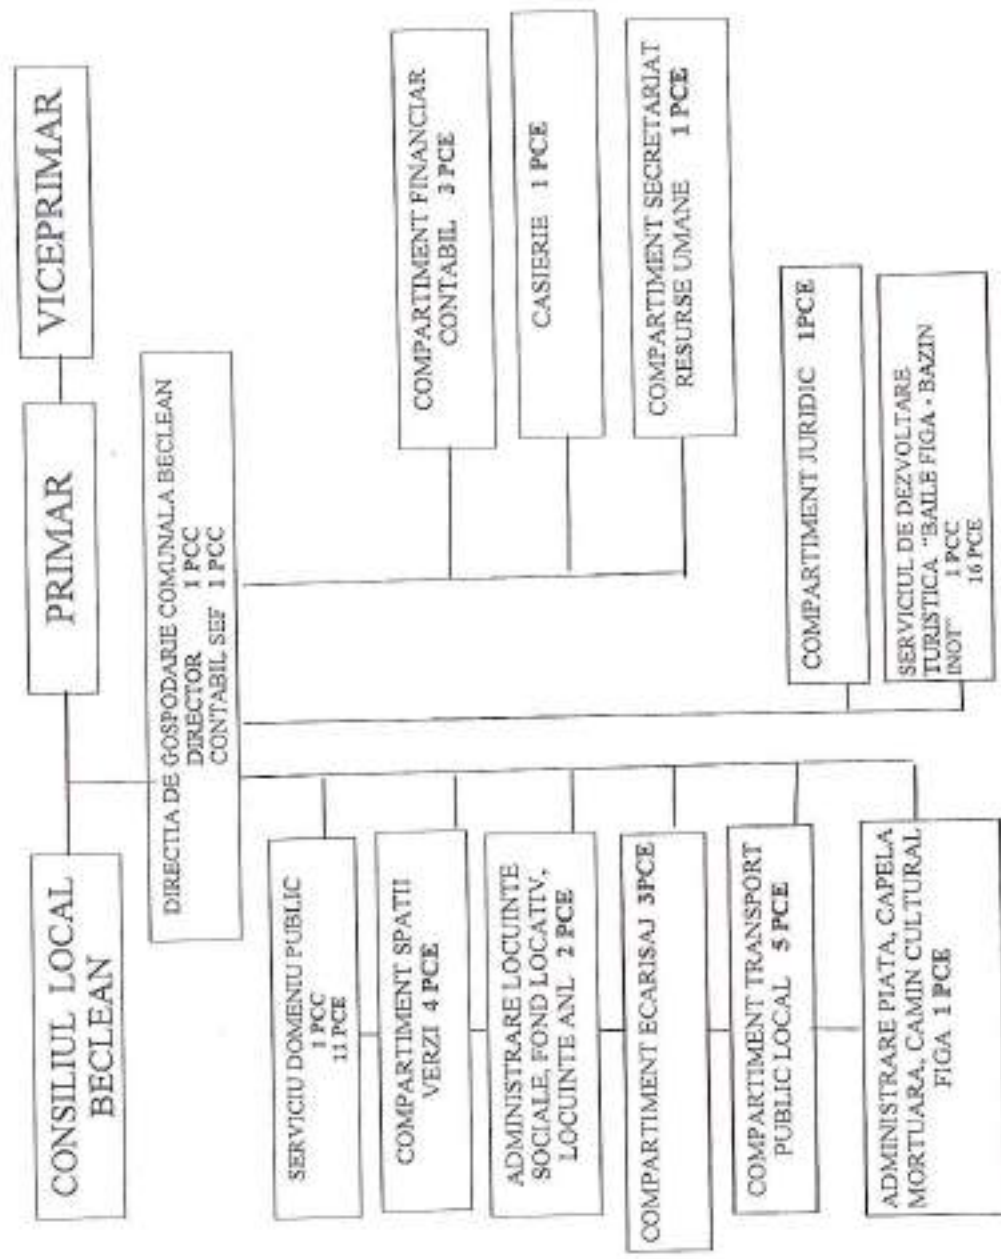 CONSILIUL LOCAL
BECLEAN
PRIMAR
VICEPRIMAR
DIRECTIA DE GOSPODARIE COMUNALA BECLEAN
DIRECTOR 1 PCC
CONTABIL SEF 1 PCC
SERVICIU DOMENIU PUBLIC
1 PCC
11 PCE
COMPARTIMENT SPATII
VERZI 4 PCE
ADMINISTRARE LOCUINTE
SOCIALE, FOND LOCATIV,
LOCUINTE ANL 2 PCE
COMPARTIMENT ECARISAJ 3PCE
COMPARTIMENT TRANSPORT
PUBLIC LOCAL 5 PCE
ADMINISTRARE PIATA, CAPELA
MORTUARA, CAMIN CULTURAL
FIGA 1 PCE
COMPARTIMENT FINANCIAR
CONTABIL 3 PCE
CASIERIE 1 PCE
COMPARTIMENT SECRETARIAT
RESURSE UMANE 1 PCE
COMPARTIMENT JURIDIC 1PCE
SERVICIUL DE DEZVOLTARE
TURISTICA "BAILE FIGA - BAZIN
INOT" 1 PCC
16 PCE